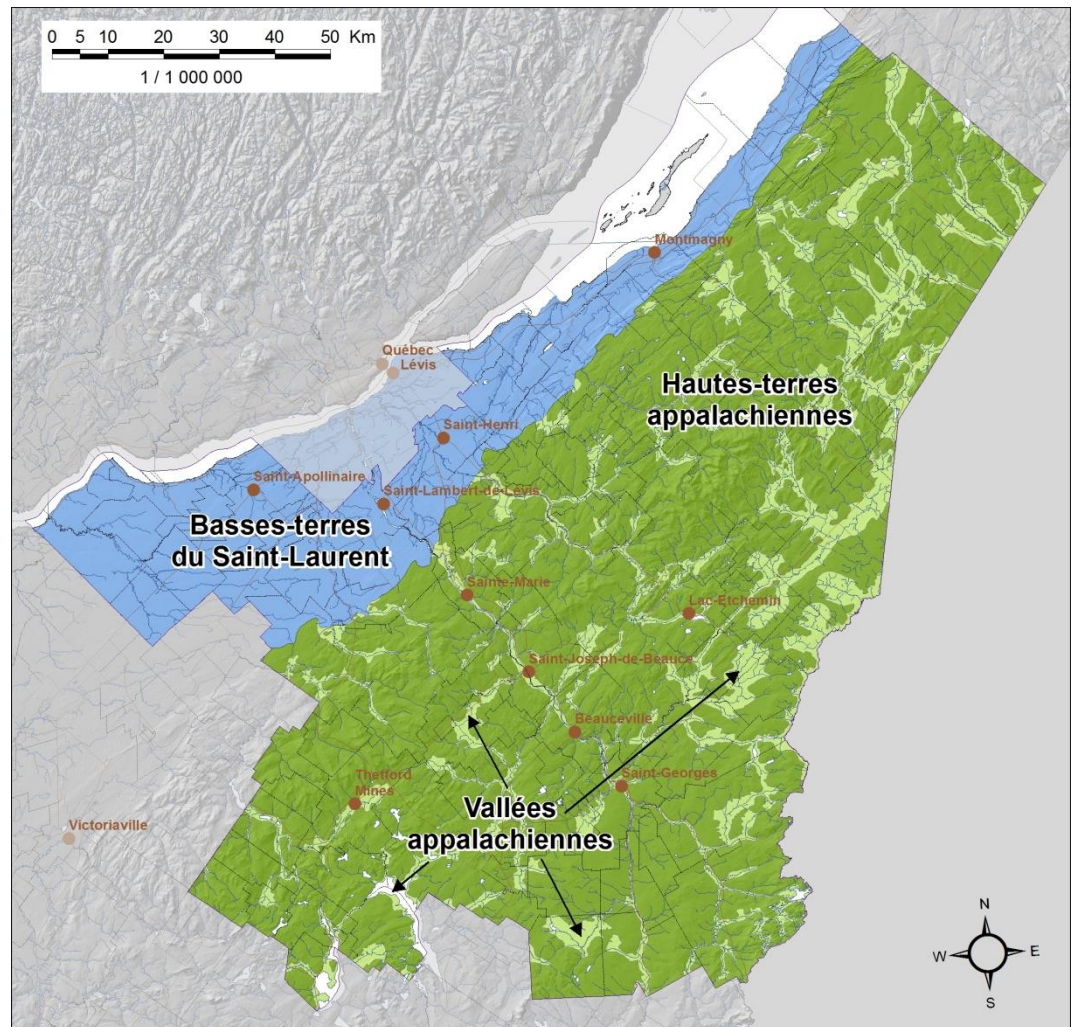 0 5 10 20 30 40 50 Km
1 / 1 000 000
Montmagny
Québec
Lévis
Hautes-terres
appalachiennes
Saint-Henri
Saint-Apollinaire
Saint-Lambert-de-Lévis
Basses-terres
du Saint-Laurent
Sainte-Marie
Lac-Etchemin
Saint-Joseph-de-Beauce
Beauceville
Thetford
Mines
Saint-Georges
Vallées
appalachiennes
Victoriaville
N
W
E
S